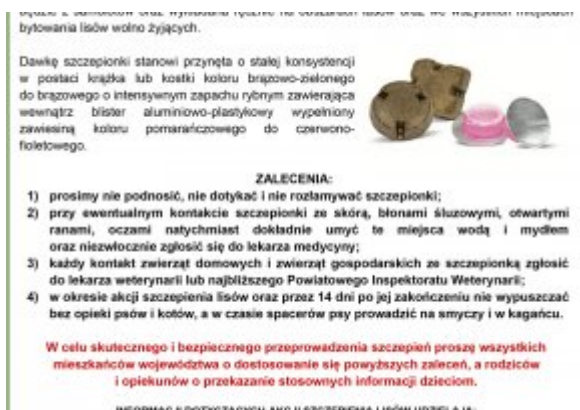 bytowania lisów wolno żyjących.
Dawkę szczepionki stanowi przynęta o stałej konsystencji
w postaci krążka lub kostki koloru brązowo-zielonego
do brązowego o intensywnym zapachu rybnym zawierająca
wewnątrz blister aluminiowo-plastykowy wypełniony
zawiesiną koloru pomarańczowego do czerwono-
fioletowego.
ZALECENIA:
1) prosimy nie podnosić, nie dotykać i nie rozłamywać szczepionki;
2) przy ewentualnym kontakcie szczepionki ze skórą, błonami śluzowymi, otwartymi
ranami, oczami natychmiast dokładnie umyć te miejsca wodą i mydłem
oraz niezwłocznie zgłosić się do lekarza medycyny;
3) każdy kontakt zwierząt domowych i zwierząt gospodarskich ze szczepionką zgłosić
do lekarza weterynarii lub najbliższego Powiatowego Inspektoratu Weterynarii;
4) w okresie akcji szczepienia lisów oraz przez 14 dni po jej zakończeniu nie wypuszczać
bez opieki psów i kotów, a w czasie spacerów psy prowadzić na smyczy i w kagańcu.
W celu skutecznego i bezpiecznego przeprowadzenia szczepień proszę wszystkich
mieszkańców województwa o dostosowanie się powyższych zaleceń, a rodziców
i opiekunów o przekazanie stosownych informacji dzieciom.